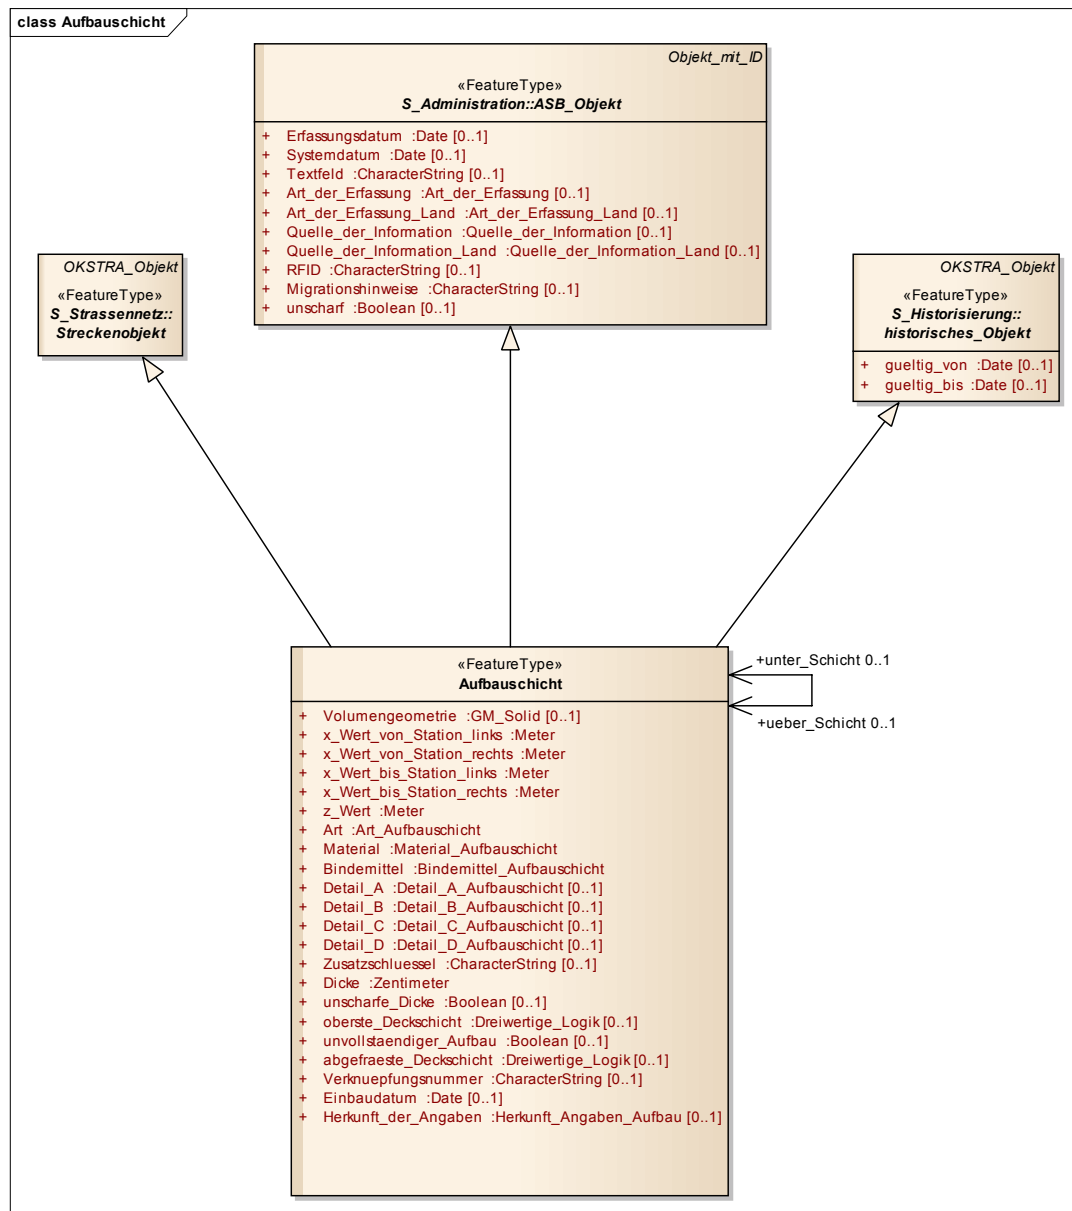 class Aufbauschicht
Objekt_mit_ID
«FeatureType»
S_Administration::ASB_Objekt
+ Erfassungsdatum :Date [0..1]
+ Systemdatum :Date [0..1]
+ Textfeld :CharacterString [0..1]
+ Art_der_Erfassung :Art_der_Erfassung [0..1]
+ Art_der_Erfassung_Land :Art_der_Erfassung_Land [0..1]
+ Quelle_der_Information :Quelle_der_Information [0..1]
+ Quelle_der_Information_Land :Quelle_der_Information_Land [0..1]
+ RFID :CharacterString [0..1]
+ Migrationshinweise :CharacterString [0..1]
+ unscharf :Boolean [0..1]
OKSTRA_Objekt
«FeatureType»
S_Strassennetz::
Streckenobjekt
OKSTRA_Objekt
«FeatureType»
S_Historisierung::
historisches_Objekt
+ gueltig_von :Date [0..1]
+ gueltig_bis :Date [0..1]
«FeatureType»
Aufbauschicht
+ Volumengeometrie :GM_Solid [0..1]
+ x_Wert_von_Station_links :Meter
+ x_Wert_von_Station_rechts :Meter
+ x_Wert_bis_Station_links :Meter
+ x_Wert_bis_Station_rechts :Meter
+ z_Wert :Meter
+ Art :Art_Aufbauschicht
+ Material :Material_Aufbauschicht
+ Bindemittel :Bindemittel_Aufbauschicht
+ Detail_A :Detail_A_Aufbauschicht [0..1]
+ Detail_B :Detail_B_Aufbauschicht [0..1]
+ Detail_C :Detail_C_Aufbauschicht [0..1]
+ Detail_D :Detail_D_Aufbauschicht [0..1]
+ Zusatzschluessel :CharacterString [0..1]
+ Dicke :Zentimeter
+ unscharfe_Dicke :Boolean [0..1]
+ oberste_Deckschicht :Dreiwertige_Logik [0..1]
+ unvollstaendiger_Aufbau :Boolean [0..1]
+ abgefraeste_Deckschicht :Dreiwertige_Logik [0..1]
+ Verknuepfungsnummer :CharacterString [0..1]
+ Einbaudatum :Date [0..1]
+ Herkunft_der_Angaben :Herkunft_Angaben_Aufbau [0..1]
+unter_Schicht 0..1
+ueber_Schicht 0..1